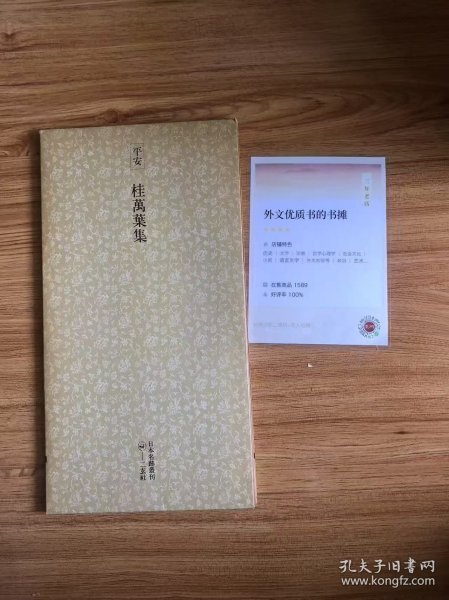 平安
桂萬葉集
日本名跡叢刊
二玄社
外文优质书的书摊
店铺特色
在售商品 1589
好评率 100%
孔夫子旧书网
www.kongfz.com